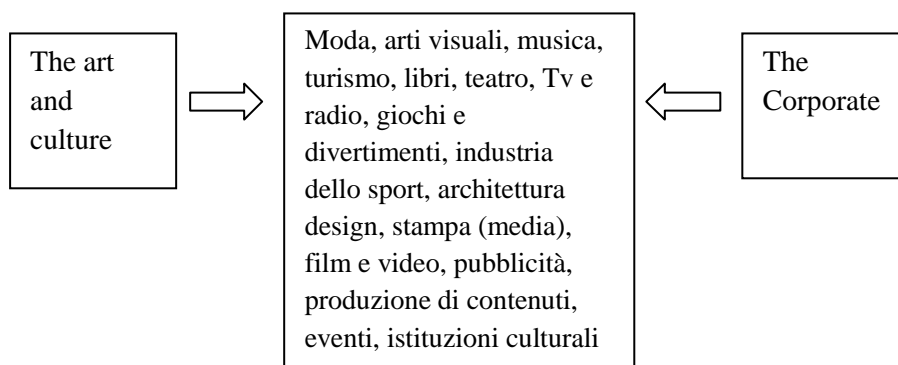 The art
and
culture
Moda, arti visuali, musica,
turismo, libri, teatro, Tv e
radio, giochi e
divertimenti, industria
dello sport, architettura
design, stampa (media),
film e video, pubblicità,
produzione di contenuti,
eventi, istituzioni culturali
The
Corporate